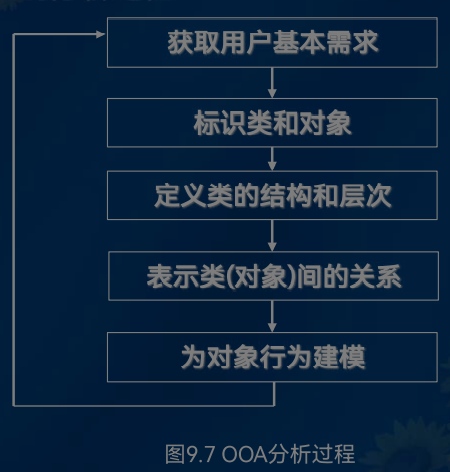 获取用户基本需求
标识类和对象
定义类的结构和层次
表示类(对象)间的关系
为对象行为建模
图9.7 OOA分析过程